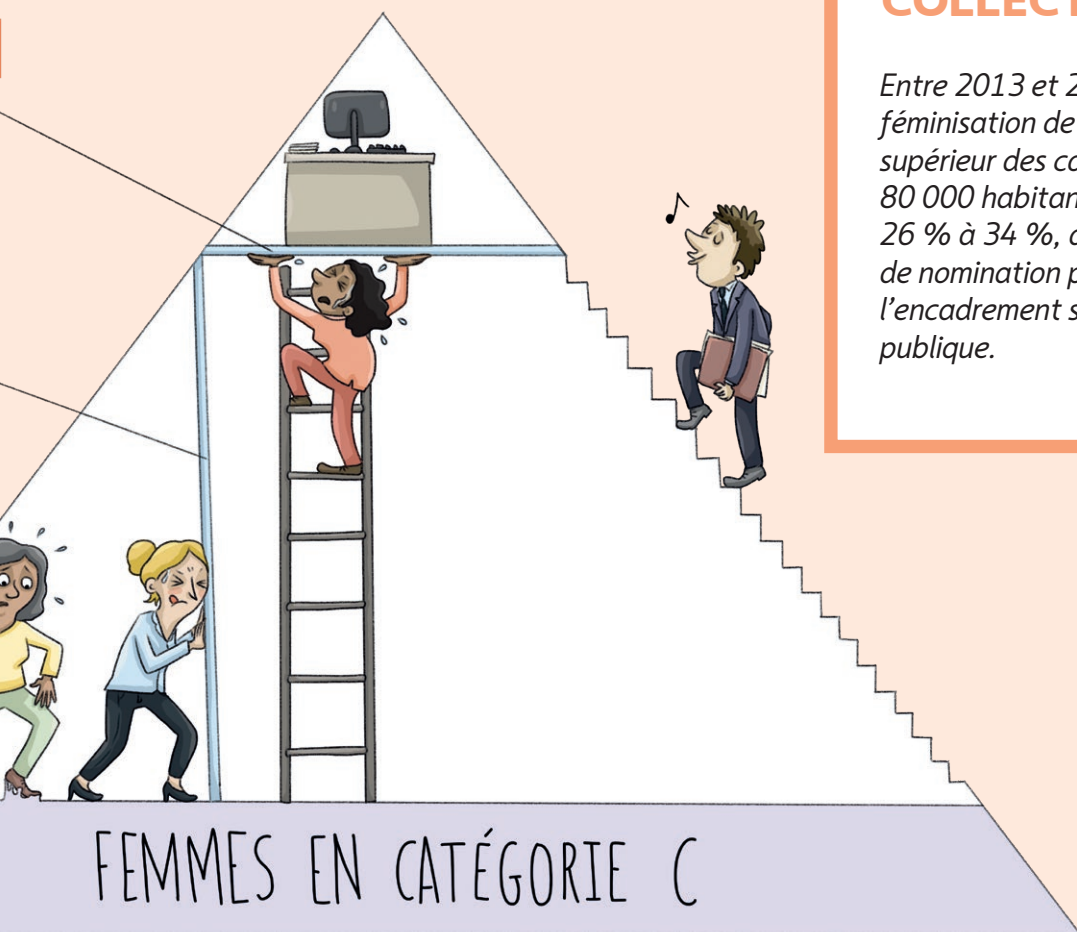 COLLECT
Entre 2013 et 2
féminisation de
supérieur des co
80 000 habitan
26 % à 34 %, c
de nomination p
l'encadrement s
publique.
FEMMES EN CATÉGORIE C